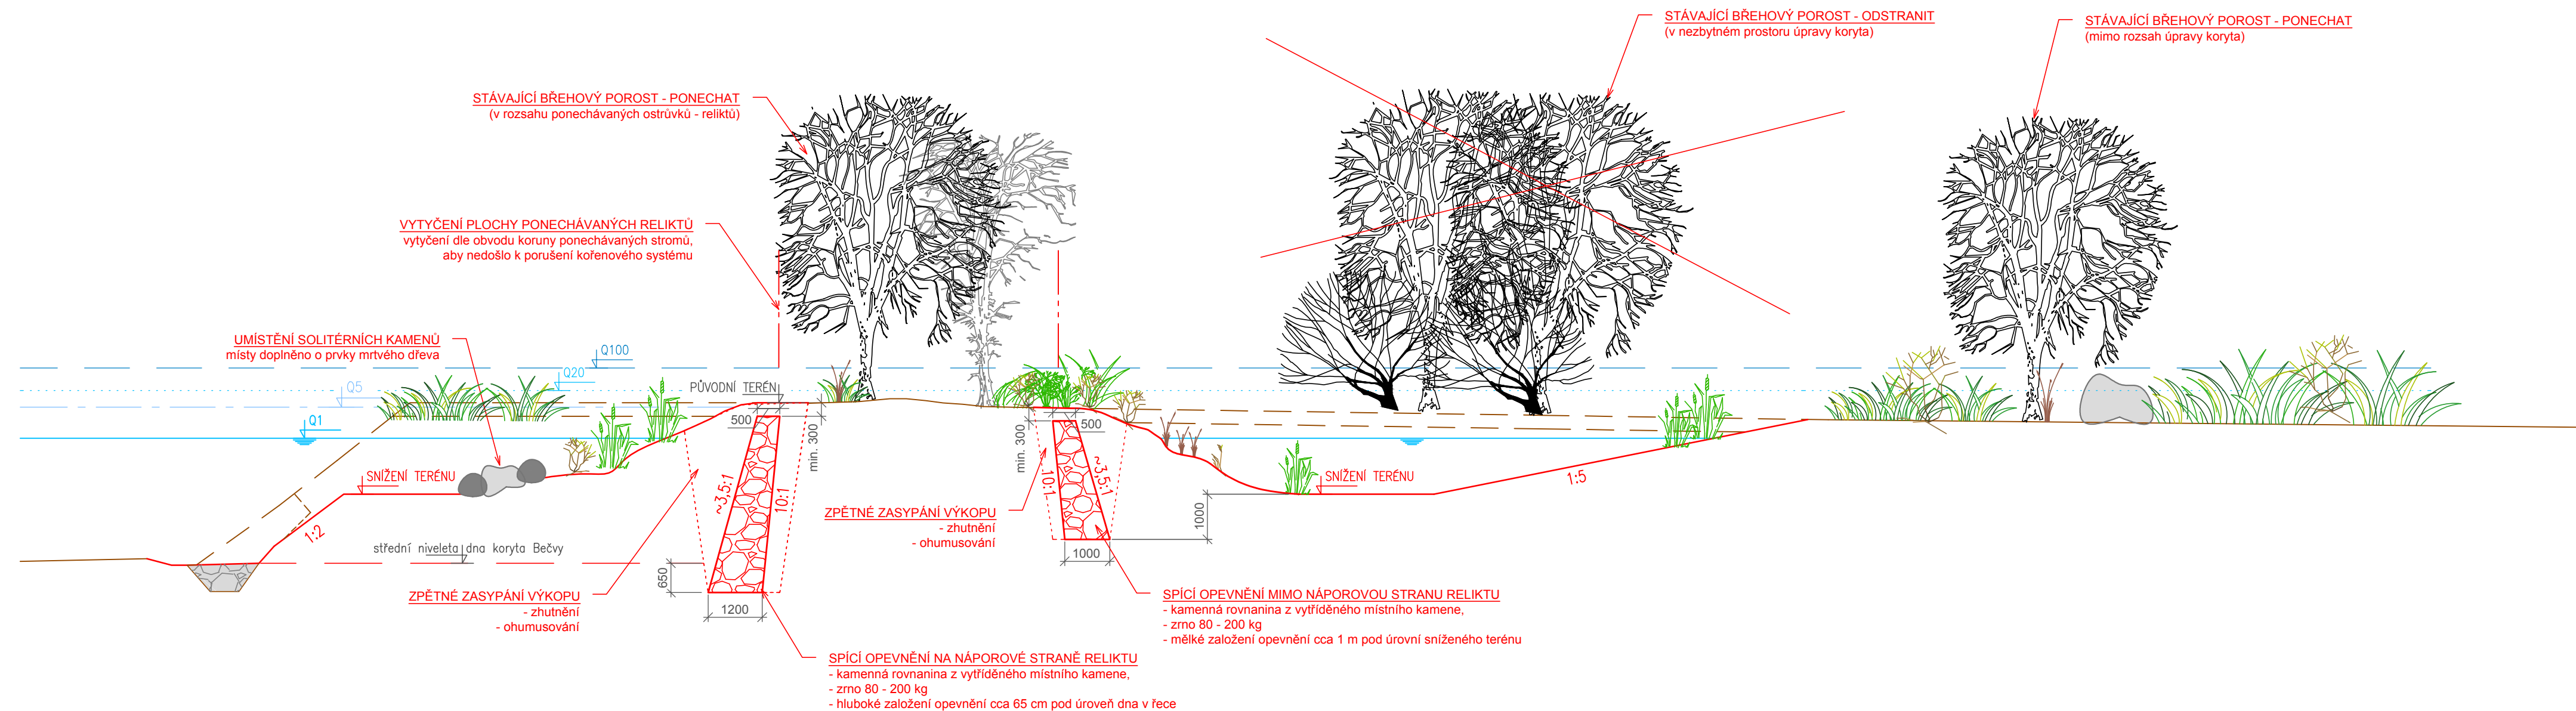 STÁVAJÍCÍ BŘEHOVÝ POROST - ODSTRANIT
(v nezbytném prostoru úpravy koryta)
STÁVAJÍCÍ BŘEHOVÝ POROST - PONECHAT
(mimo rozsah úpravy koryta)
STÁVAJÍCÍ BŘEHOVÝ POROST - PONECHAT
(v rozsahu ponechávaných ostrůvků - reliktů)
VYTYČENÍ PLOCHY PONECHÁVANÝCH RELIKTŮ
vytyčení dle obvodu koruny ponechávaných stromů,
aby nedošlo k porušení kořenového systému
UMÍSTĚNÍ SOLITÉRNÍCH KAMENŮ
místy doplněno o prvky mrtvého dřeva
Q100
Q20
Q5
Q1
PŮVODNÍ TERÉN
500
min. 300
min. 300
500
SNÍŽENÍ TERÉNU
~3,5:1
10:1
10:1
~3,5:1
SNÍŽENÍ TERÉNU
1:5
1:2
1000
střední niveleta dna koryta Bečvy
650
1200
1000
ZPĚTNÉ ZASYPÁNÍ VÝKOPU
- zhutnění
- ohumusování
ZPĚTNÉ ZASYPÁNÍ VÝKOPU
- zhutnění
- ohumusování
SPÍCÍ OPEVNĚNÍ MIMO NÁPOROVOU STRANU RELIKTU
- kamenná rovnanina z vytříděného místního kamene,
- zrno 80 - 200 kg
- mělké založení opevnění cca 1 m pod úrovní sníženého terénu
SPÍCÍ OPEVNĚNÍ NA NÁPOROVÉ STRANĚ RELIKTU
- kamenná rovnanina z vytříděného místního kamene,
- zrno 80 - 200 kg
- hluboké založení opevnění cca 65 cm pod úroveň dna v řece